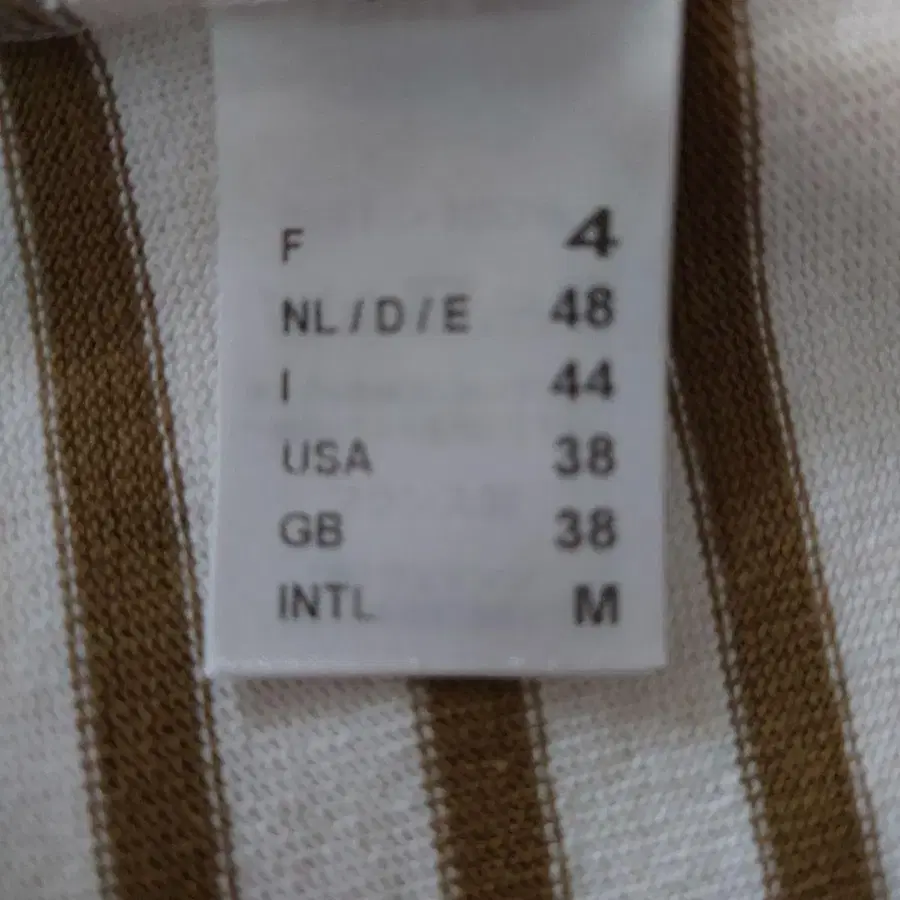 F 4
NL / D / E 48
I 44
USA 38
GB 38
INTL M